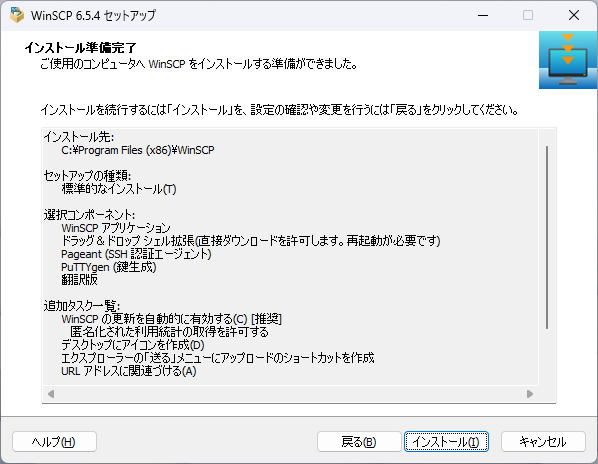 WinSCP 6.5.4 セットアップ
インストール準備完了
ご使用のコンピュータへ WinSCP をインストールする準備ができました。
インストールを続行するには「インストール」を、設定の確認や変更を行うには「戻る」をクリックしてください。
インストール先:
C:¥Program Files (x86)¥WinSCP
セットアップの種類:
標準的なインストール(T)
選択コンポーネント:
WinSCP アプリケーション
ドラッグ & ドロップ シェル拡張(直接ダウンロードを許可します。再起動が必要です)
Pageant (SSH 認証エージェント)
PuTTYgen (鍵生成)
翻訳版
追加タスク一覧:
WinSCP の更新を自動的に有効する(C) [推奨]
匿名化された利用統計の取得を許可する
デスクトップにアイコンを作成(D)
エクスプローラーの「送る」メニューにアップロードのショートカットを作成
URL アドレスに関連づける(A)
ヘルプ(H) 戻る(B) インストール(I) キャンセル